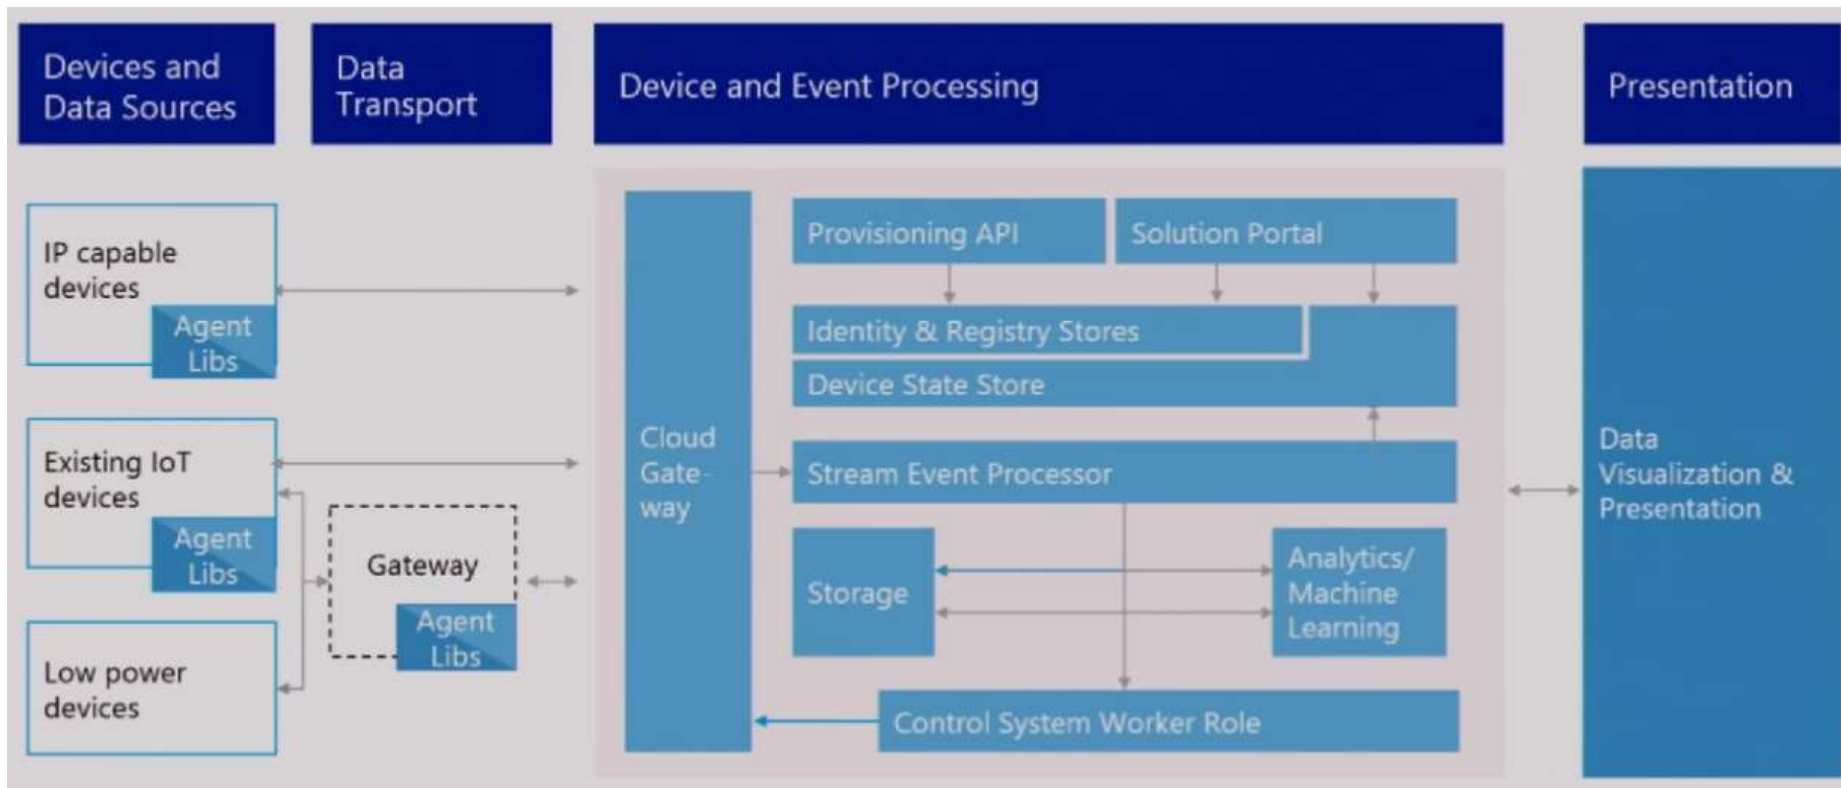 Devices and
Data Sources
Data
Transport
Device and Event Processing
Presentation
IP capable
devices
Agent
Libs
Existing IoT
devices
Agent
Libs
Low power
devices
Gateway
Agent
Libs
Cloud
Gate-
way
Provisioning API
Solution Portal
Identity & Registry Stores
Device State Store
Stream Event Processor
Storage
Analytics/
Machine
Learning
Control System Worker Role
Data
Visualization &
Presentation